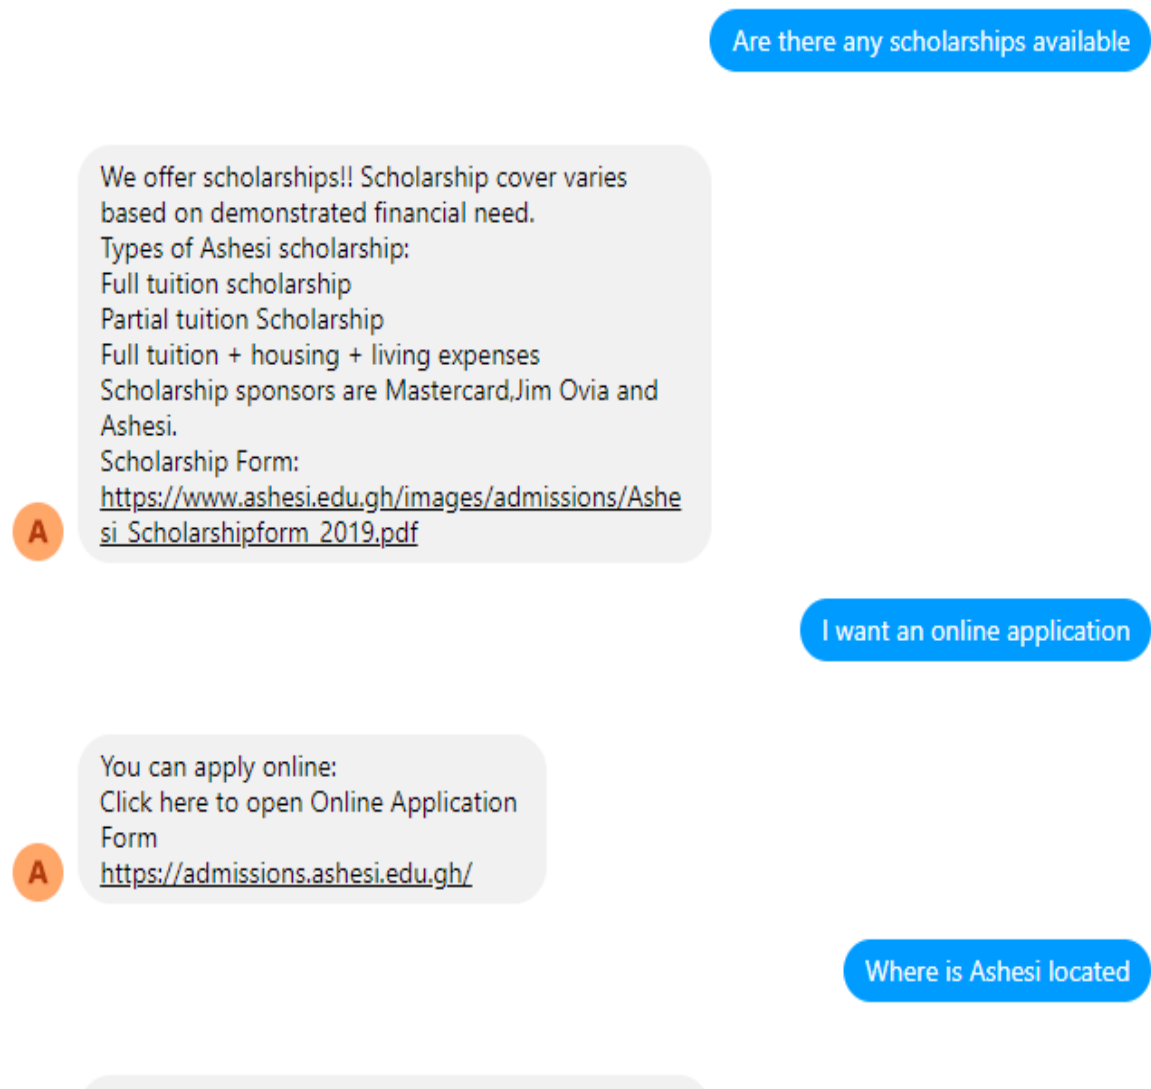 Are there any scholarships available
We offer scholarships!! Scholarship cover varies
based on demonstrated financial need.
Types of Ashesi scholarship:
Full tuition scholarship
Partial tuition Scholarship
Full tuition + housing + living expenses
Scholarship sponsors are Mastercard,Jim Ovia and
Ashesi.
Scholarship Form:
https://www.ashesi.edu.gh/images/admissions/Ashe
si_Scholarshipform_2019.pdf
A
I want an online application
You can apply online:
Click here to open Online Application
Form
https://admissions.ashesi.edu.gh/
A
Where is Ashesi located